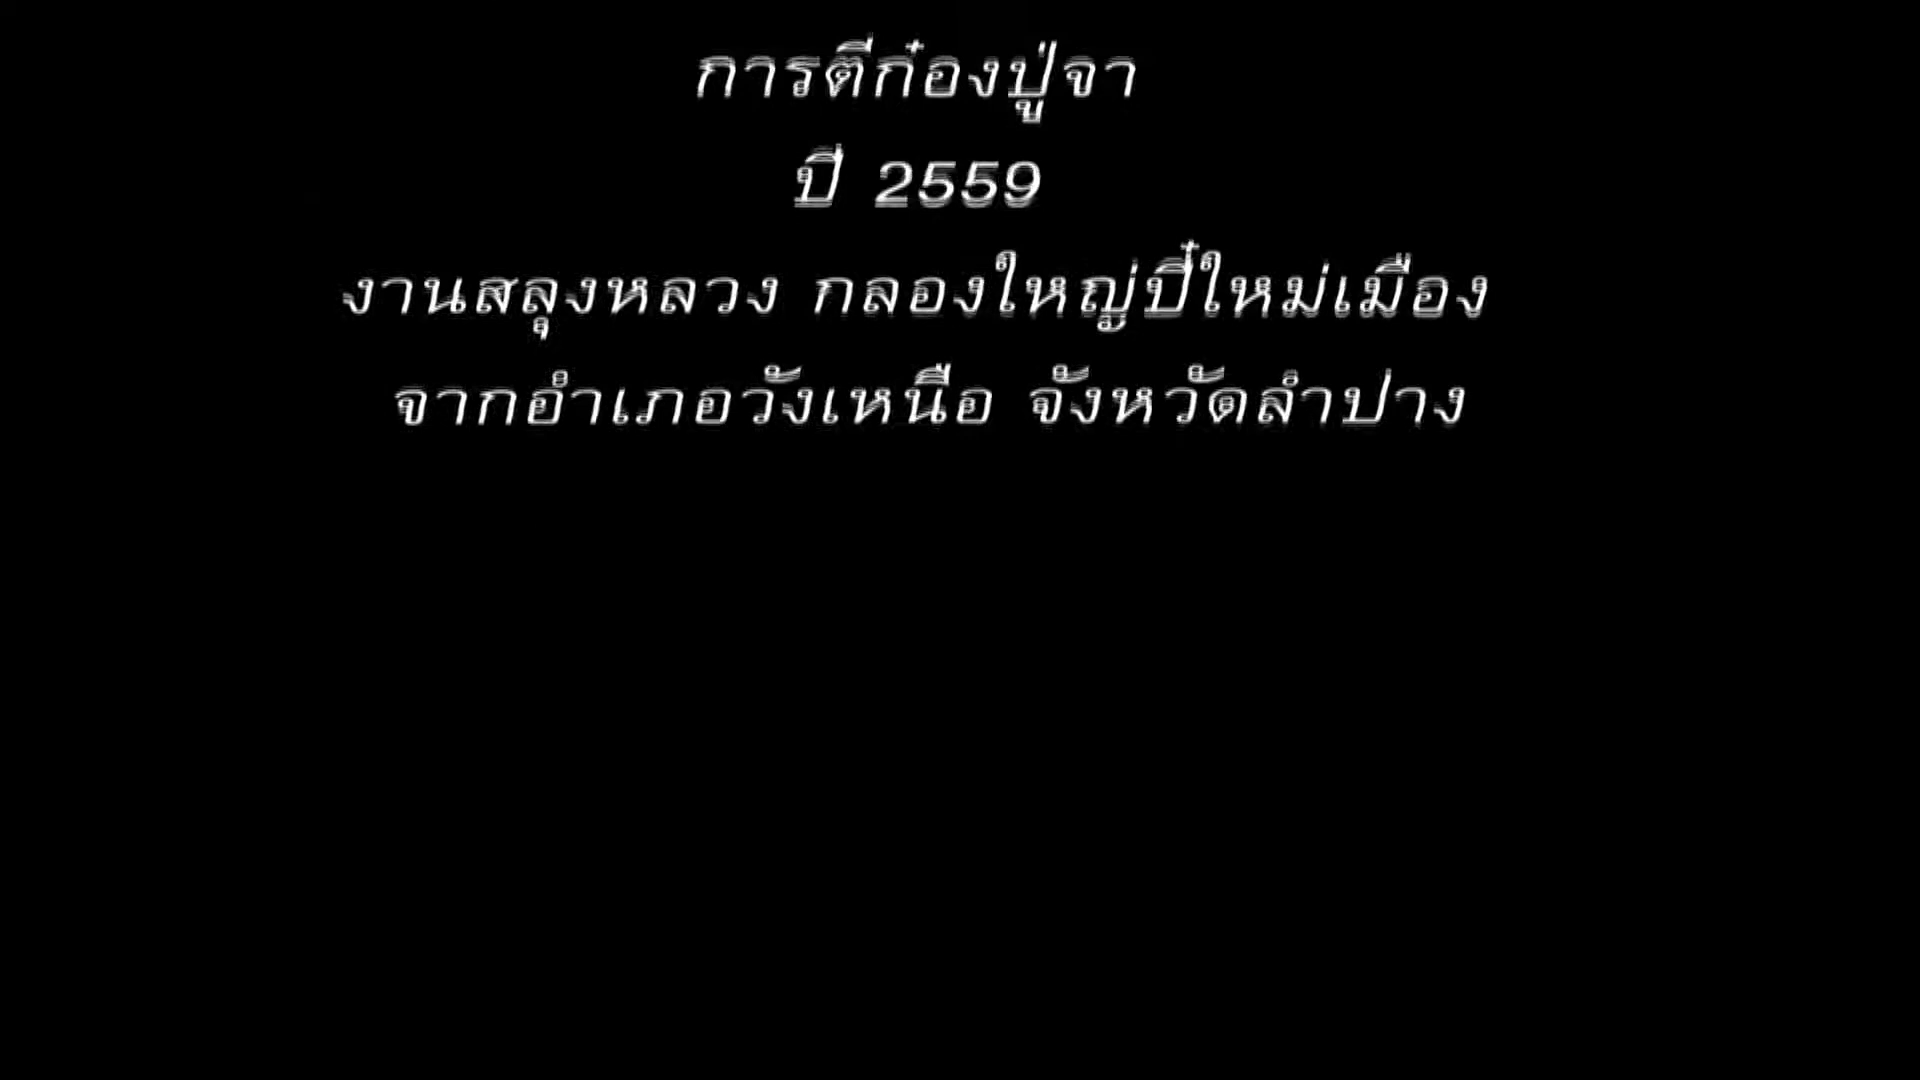 การตีก๋องปู่จา
ปี 2559
งานสลุงหลวง กลองใหญ่ปี๋ใหม่เมือง
จากอำเภอวังเหนือ จังหวัดลำปาง